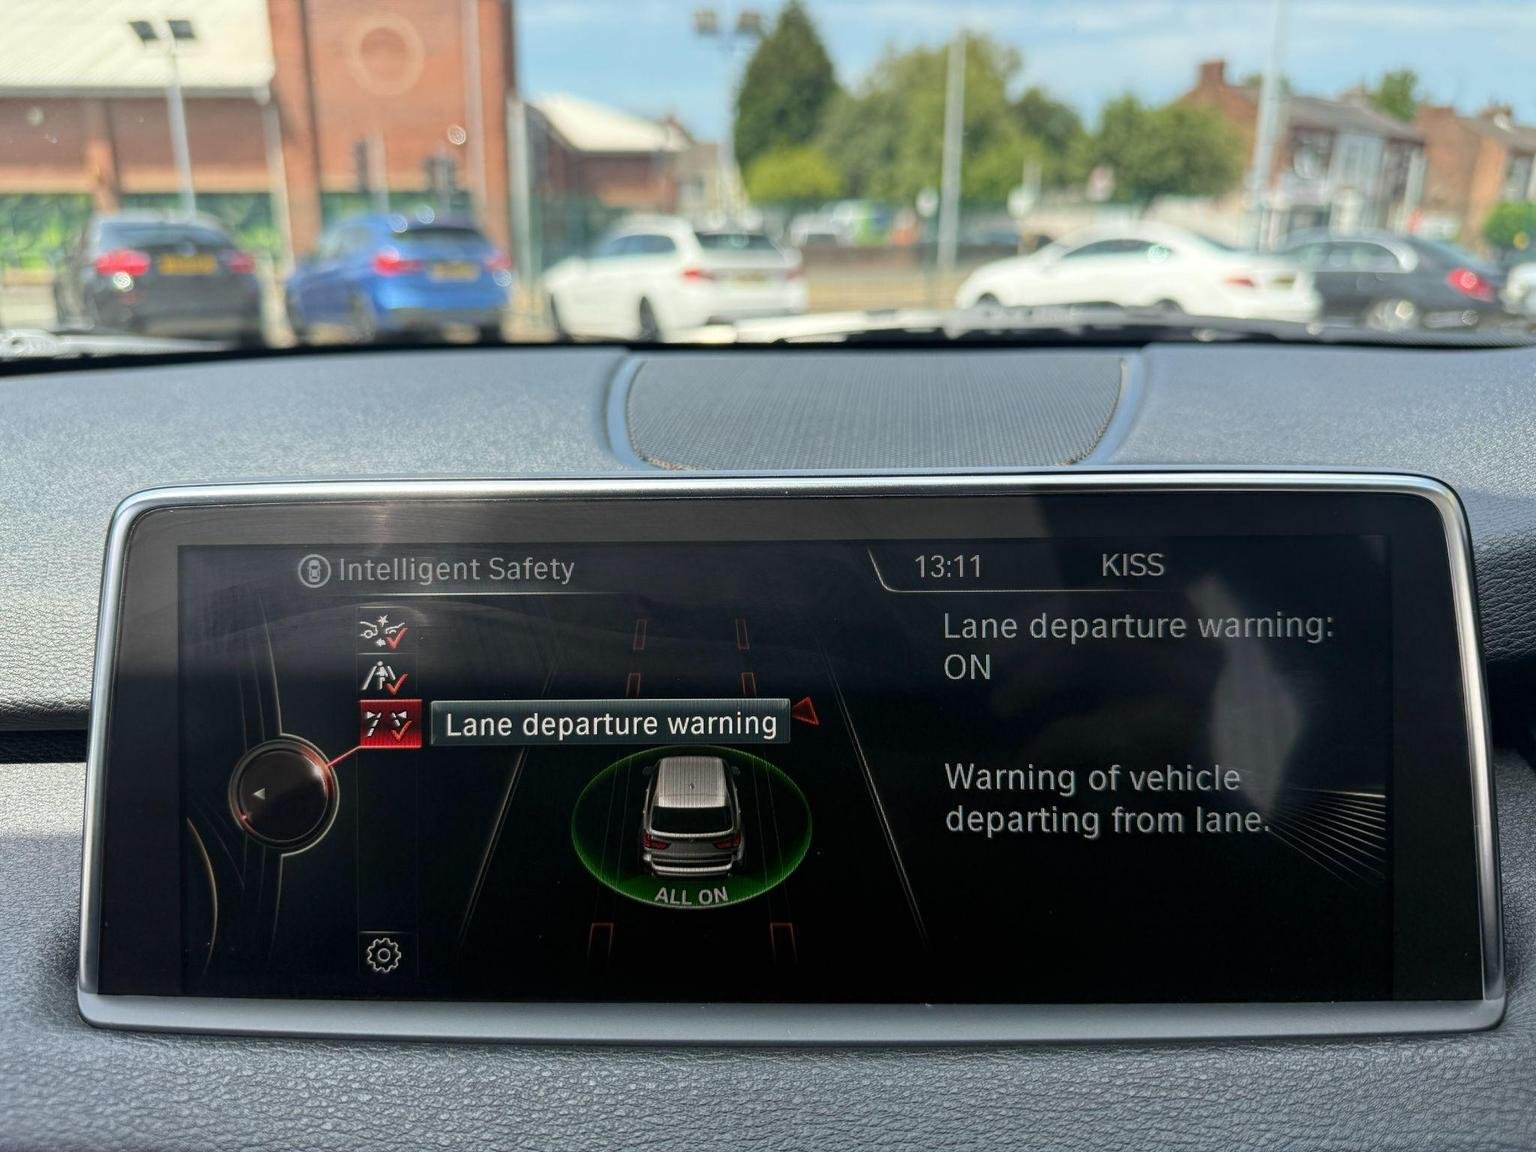 Intelligent Safety
13:11 KISS
Lane departure warning:
ON
Lane departure warning
Warning of vehicle
departing from lane.
ALL ON